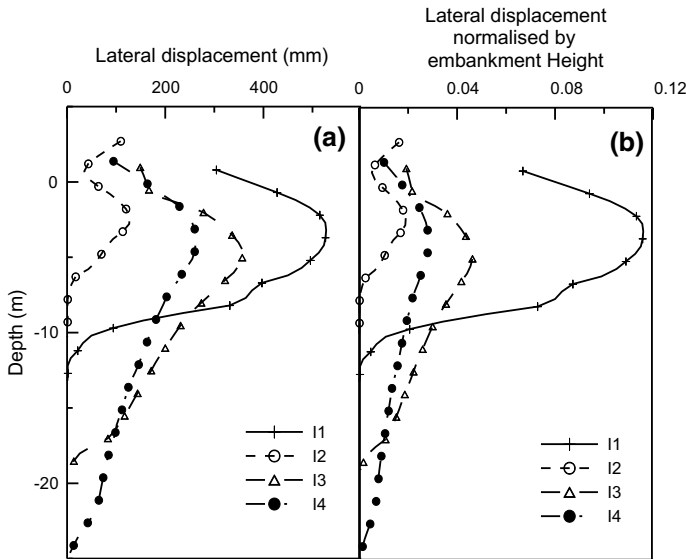 Lateral displacement
normalised by
embankment Height
Lateral displacement (mm)
0 200 400
0 0.04 0.08 0.12
(a)
(b)
0
-10
-20
Depth (m)
I1
I2
I3
I4
I1
I2
I3
I4